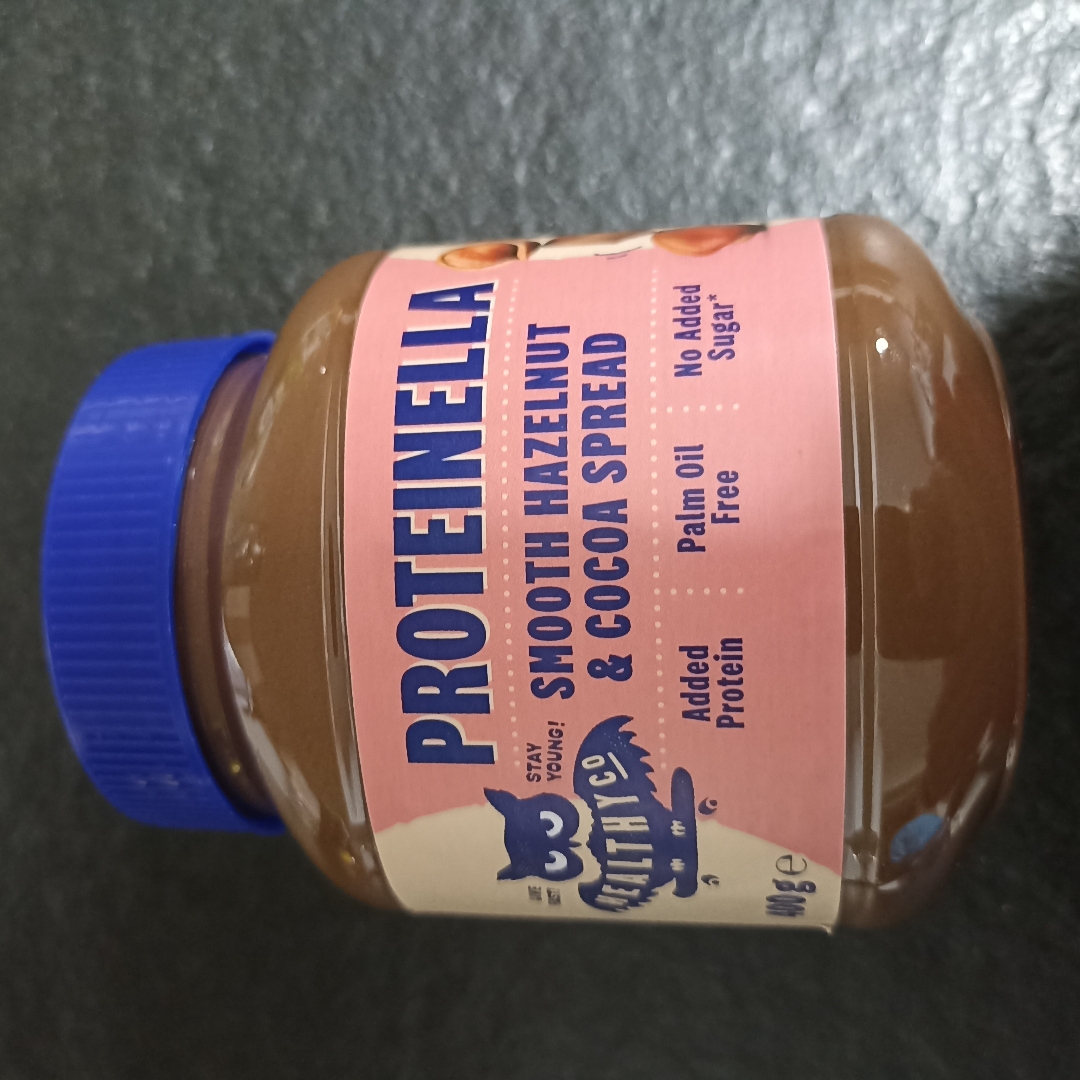 PROTEINELLA
SMOOTH HAZELNUT
& COCOA SPREAD
STAY
YOUNG!
HEALTHYCO
Added
Protein
Palm Oil
Free
No Added
Sugar*
400g e